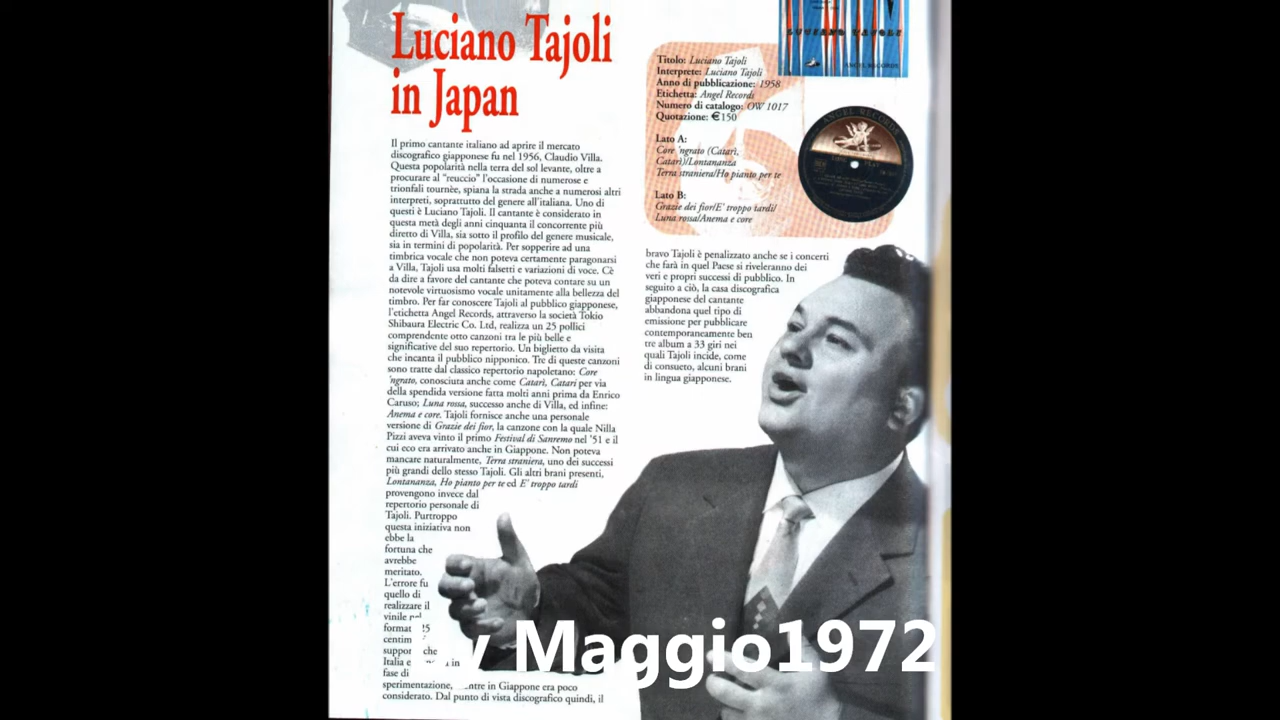 Luciano Tajoli
in Japan
Il primo cantante italiano ad aprire il mercato
discografico giapponese fu nel 1956, Claudio Villa.
Questa popolarità nella terra del sol levante, oltre a
procurare al "reuccio" l'occasione di numerose e
trionfali tournèe, spiana la strada anche a numerosi altri
interpreti, soprattutto del genere all'italiana. Uno di
questi è Luciano Tajoli. Il cantante è considerato in
questa metà degli anni cinquanta il concorrente più
diretto di Villa, sia sotto il profilo del genere musicale,
sia in termini di popolarità. Per sopperire ad una
timbrica vocale che non poteva certamente paragonarsi
a Villa, Tajoli usa molti falsetti e variazioni di voce. C'è
da dire a favore del cantante che poteva contare su un
notevole virtuosismo vocale unitamente alla bellezza del
timbro. Per far conoscere Tajoli al pubblico giapponese,
l'etichetta Angel Records, attraverso la società Tokio
Shibaura Electric Co. Ltd, realizza un 25 pollici
comprendente otto canzoni tra le più belle e
significative del suo repertorio. Un biglietto da visita
che incanta il pubblico nipponico. Tre di queste canzoni
sono tratte dal classico repertorio napoletano: Core
'ngrato, conosciuta anche come Catarì, Catarì per via
della spendida versione fatta molti anni prima da Enrico
Caruso; Luna rossa, successo anche di Villa, ed infine:
Anema e core. Tajoli fornisce anche una personale
versione di Grazie dei fior, la canzone con la quale Nilla
Pizzi aveva vinto il primo Festival di Sanremo nel '51 e il
cui eco era arrivato anche in Giappone. Non poteva
mancare naturalmente, Terra straniera, uno dei successi
più grandi dello stesso Tajoli. Gli altri brani presenti,
Lontananza, Ho pianto per te ed E' troppo tardi
provengono invece dal
repertorio personale di
Tajoli. Purtroppo
questa iniziativa non
ebbe la
fortuna che
avrebbe
meritato.
L'errore fu
quello di
realizzare il
vinile
format 25
centim
suppor che
Italia e in
fase di
sperimentazione, mentre in Giappone era poco
considerato. Dal punto di vista discografico quindi, il
LUCIANO TAJOLI
ANGEL RECORDS
Titolo: Luciano Tajoli
Interprete: Luciano Tajoli
Anno di pubblicazione: 1958
Etichetta: Angel Records
Numero di catalogo: OW 1017
Quotazione: €150
Lato A:
Core 'ngrato (Catarì,
Catarì)/Lontananza
Terra straniera/Ho pianto per te
Lato B:
Grazie dei fior/E' troppo tardi/
Luna rossa/Anema e core
ANGEL RECORDS
bravo Tajoli è penalizzato anche se i concerti
che farà in quel Paese si riveleranno dei
veri e propri successi di pubblico. In
seguito a ciò, la casa discografica
giapponese del cantante
abbandona quel tipo di
emissione per pubblicare
contemporaneamente ben
tre album a 33 giri nei
quali Tajoli incide, come
di consueto, alcuni brani
in lingua giapponese.
y Maggio1972